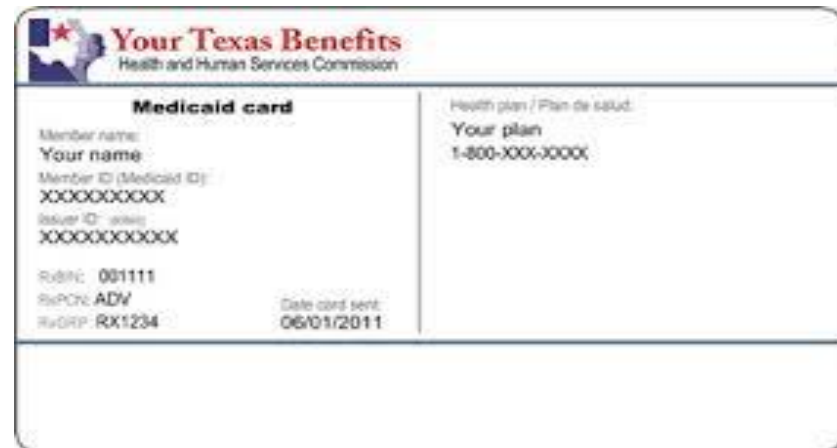 Your Texas Benefits
Health and Human Services Commission
Medicaid card
Member name:
Your name
Member ID (Medicaid ID):
XXXXXXXXXX
Issuer ID:
XXXXXXXXXXX
RxBIN: 001111
RxPCN: ADV
RxGRP: RX1234
Date card sent:
06/01/2011
Health plan / Plan de salud:
Your plan
1-800-XXX-XXXX